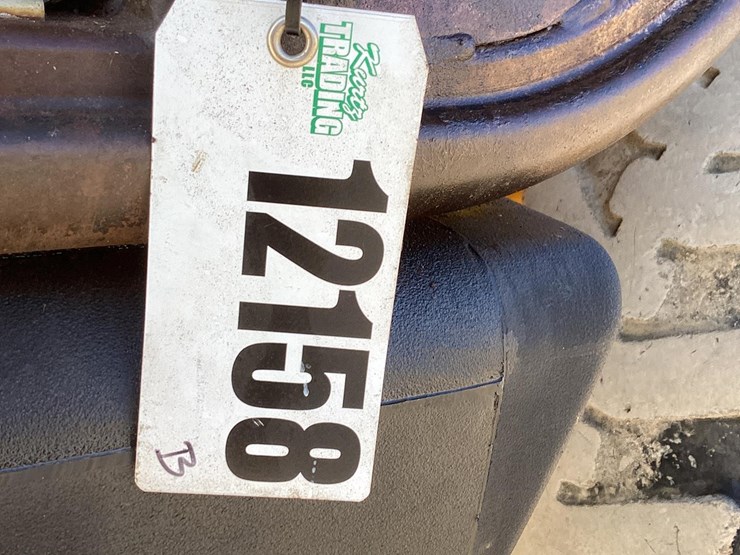 Kurtz
TRADING
LLC
12158
B